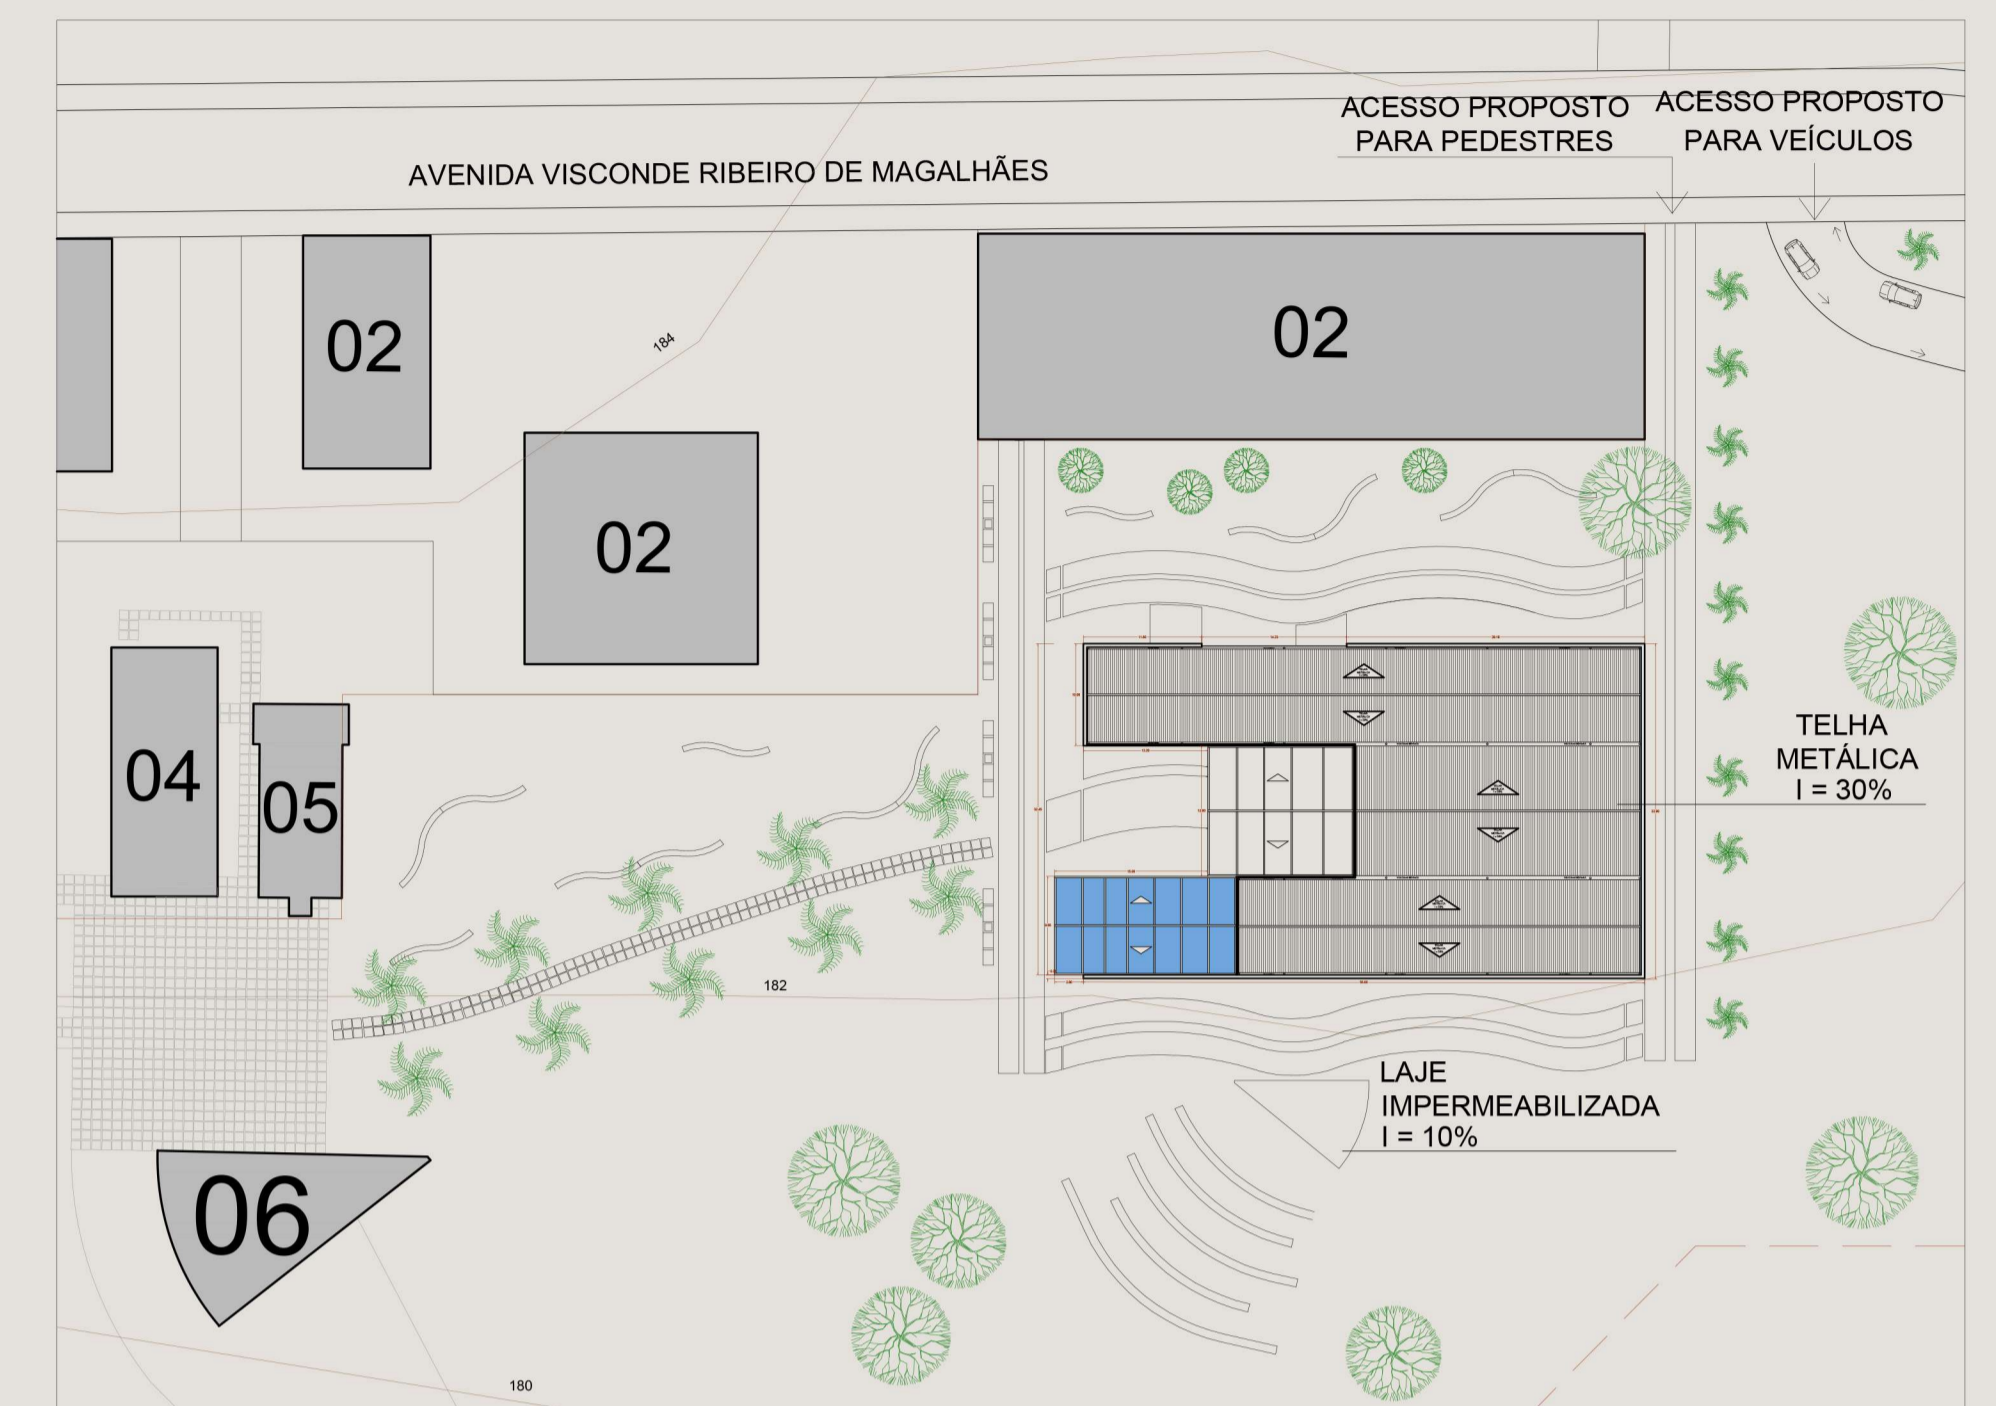 ACESSO PROPOSTO
PARA PEDESTRES
ACESSO PROPOSTO
PARA VEÍCULOS
AVENIDA VISCONDE RIBEIRO DE MAGALHÃES
02
02
184
02
04
05
TELHA
METÁLICA
I = 30%
182
LAJE
IMPERMEABILIZADA
I = 10%
06
180